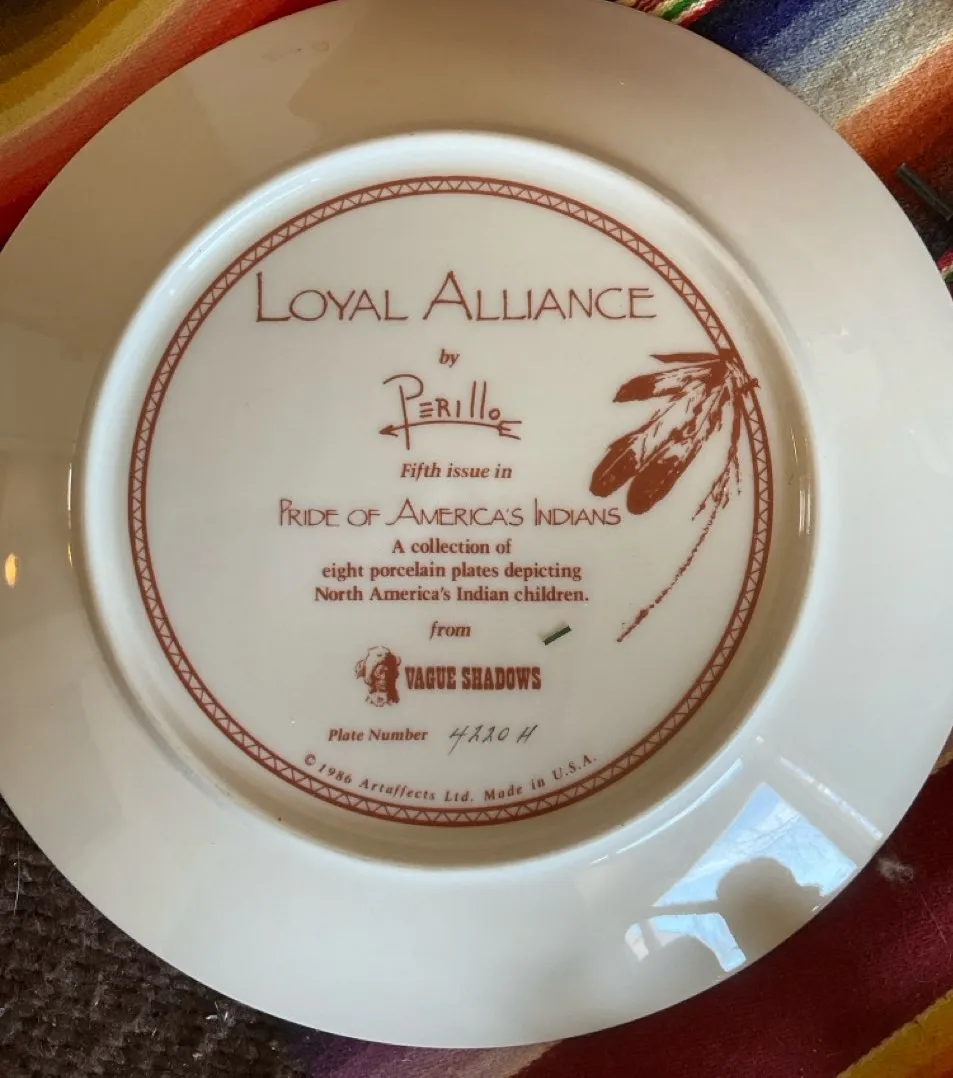 LOYAL ALLIANCE
by
PERILLO
Fifth issue in
PRIDE OF AMERICA'S INDIANS
A collection of
eight porcelain plates depicting
North America's Indian children.
from
VAGUE SHADOWS
Plate Number 4220 H
© 1986 Artaffects Ltd. Made in U.S.A.